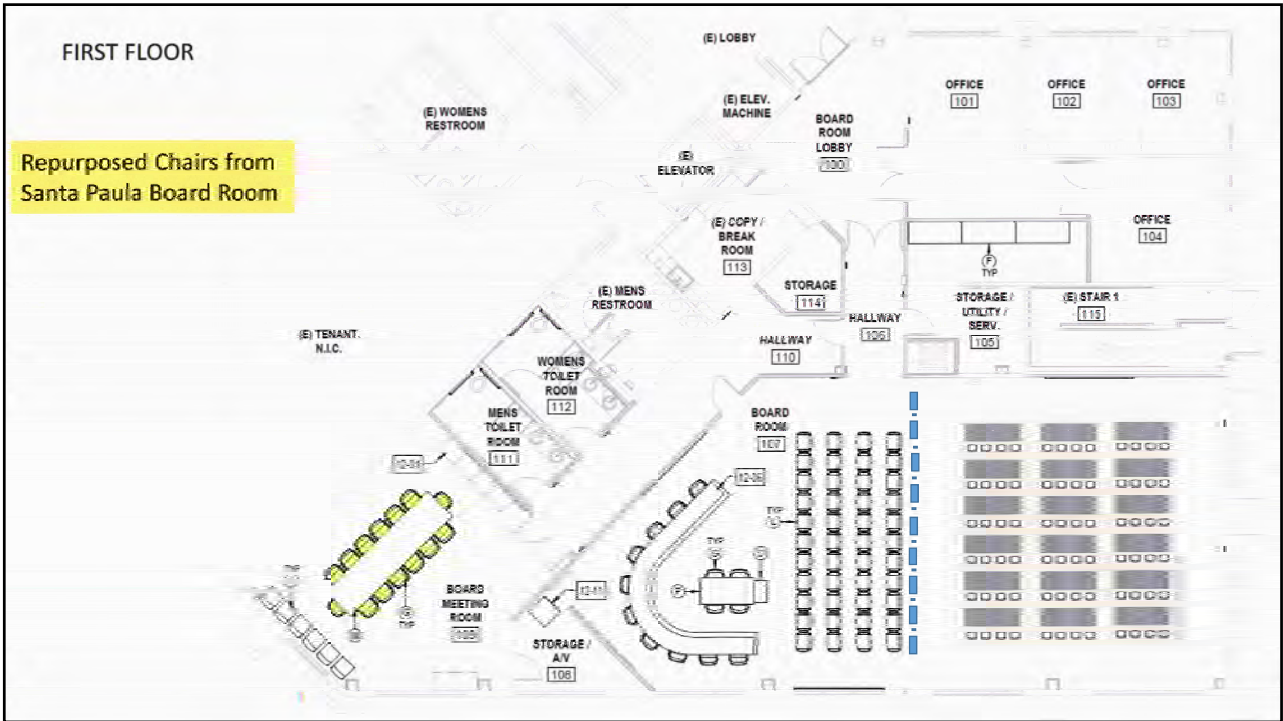 FIRST FLOOR
Repurposed Chairs from
Santa Paula Board Room
(E) LOBBY
(E) ELEV.
MACHINE
(E)
ELEVATOR
BOARD
ROOM
LOBBY
100
OFFICE
101
OFFICE
102
OFFICE
103
OFFICE
104
(E) WOMENS
RESTROOM
(E) COPY /
BREAK
ROOM
113
STORAGE
114
F
TYP
(E) MENS
RESTROOM
HALLWAY
106
STORAGE /
UTILITY /
SERV.
105
(E) STAIR 1
115
(E) TENANT.
N.I.C.
HALLWAY
110
WOMENS
TOILET
ROOM
112
MENS
TOILET
ROOM
111
BOARD
ROOM
107
TYP
TYP
F
TYP
TYP
BOARD
MEETING
ROOM
STORAGE /
A/V
108